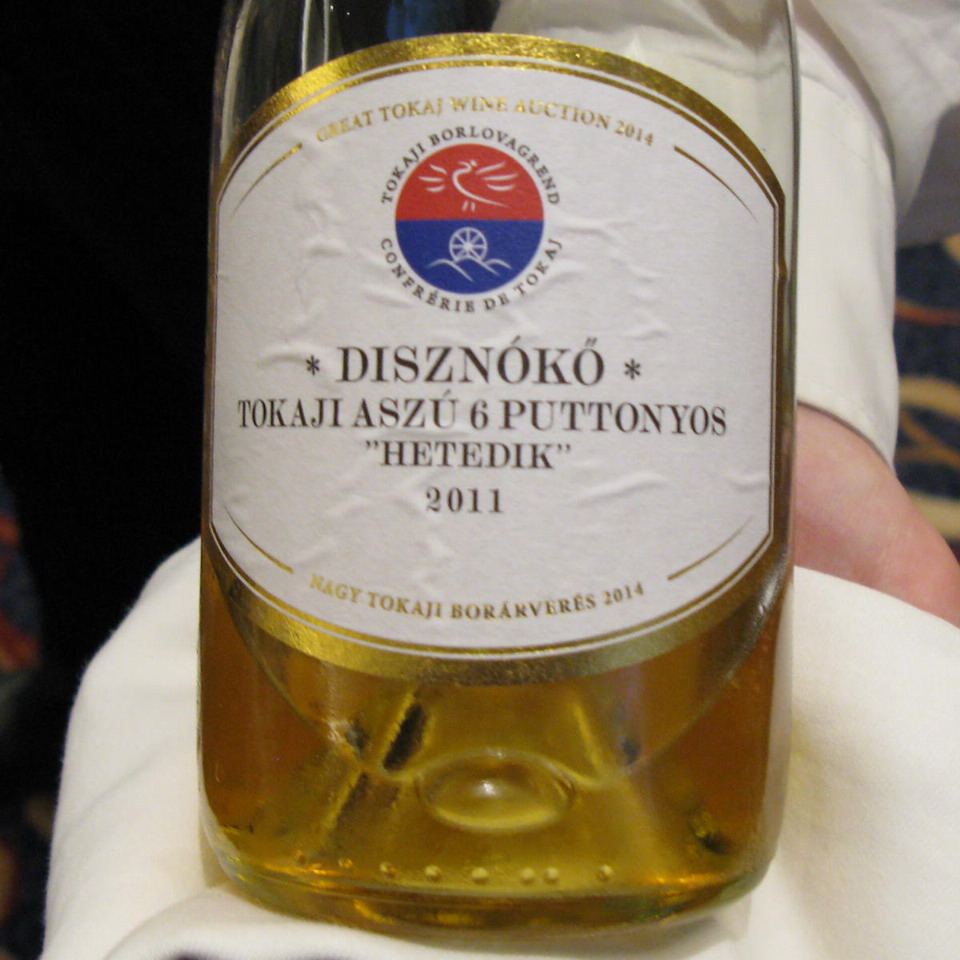 GREAT TOKAJ WINE AUCTION 2014
TOKAJI BORLOVAGREND
CONFRÉRIE DE TOKAJ
* DISZNÓKŐ *
TOKAJI ASZÚ 6 PUTTONYOS
”HETEDIK”
2011
NAGY TOKAJI BORÁRVERÉS 2014